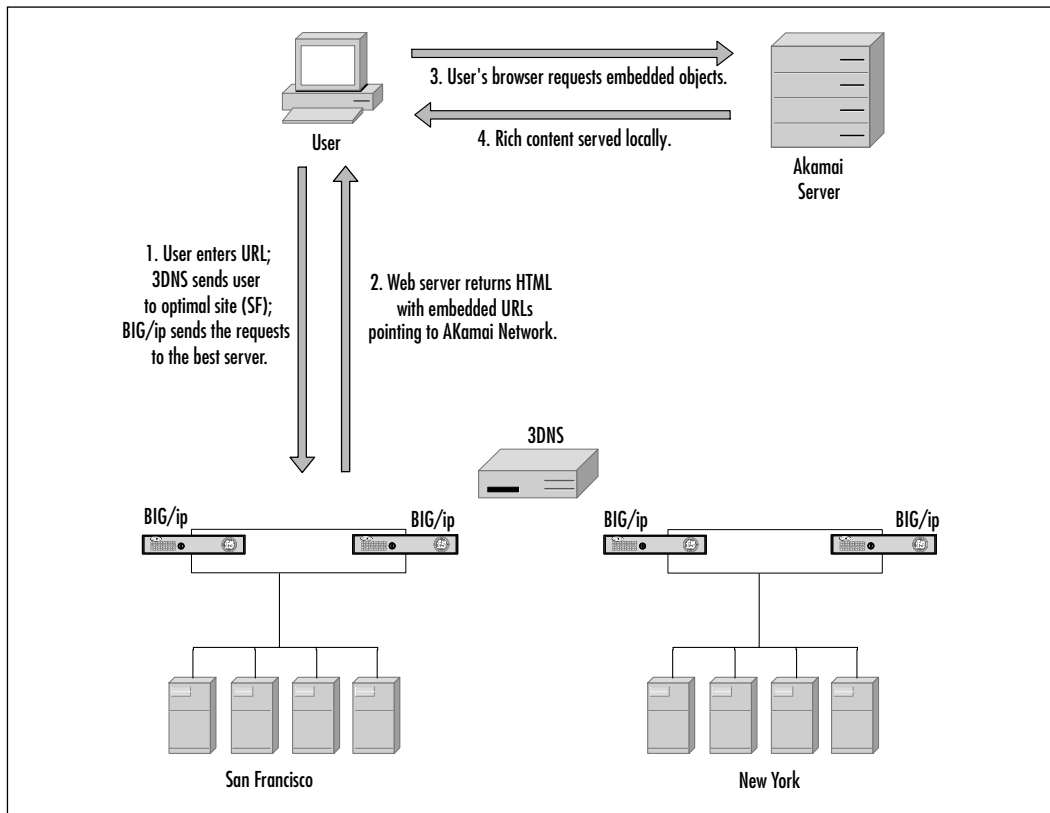 3. User's browser requests embedded objects.
User
4. Rich content served locally.
Akamai
Server
1. User enters URL;
3DNS sends user
to optimal site (SF);
BIG/ip sends the requests
to the best server.
2. Web server returns HTML
with embedded URLs
pointing to AKamai Network.
3DNS
BIG/ip
BIG/ip
BIG/ip
BIG/ip
San Francisco
New York